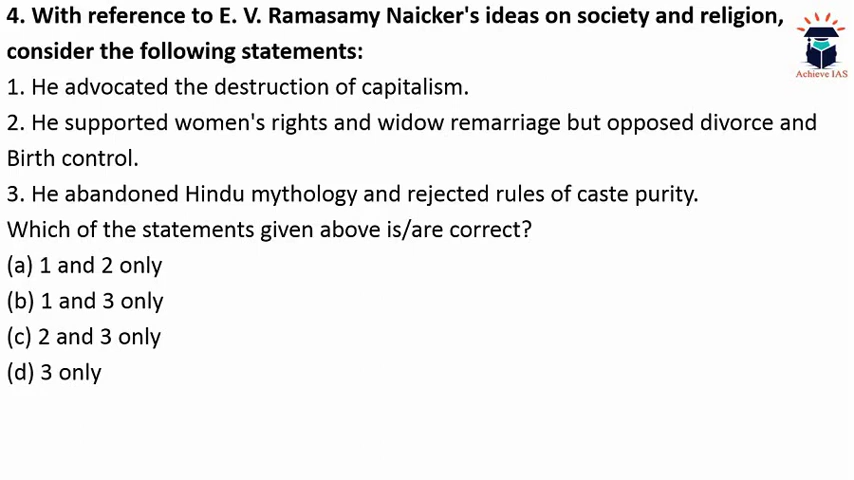 4. With reference to E. V. Ramasamy Naicker's ideas on society and religion,
consider the following statements:
1. He advocated the destruction of capitalism.
2. He supported women's rights and widow remarriage but opposed divorce and
Birth control.
3. He abandoned Hindu mythology and rejected rules of caste purity.
Which of the statements given above is/are correct?
(a) 1 and 2 only
(b) 1 and 3 only
(c) 2 and 3 only
(d) 3 only
Achieve IAS